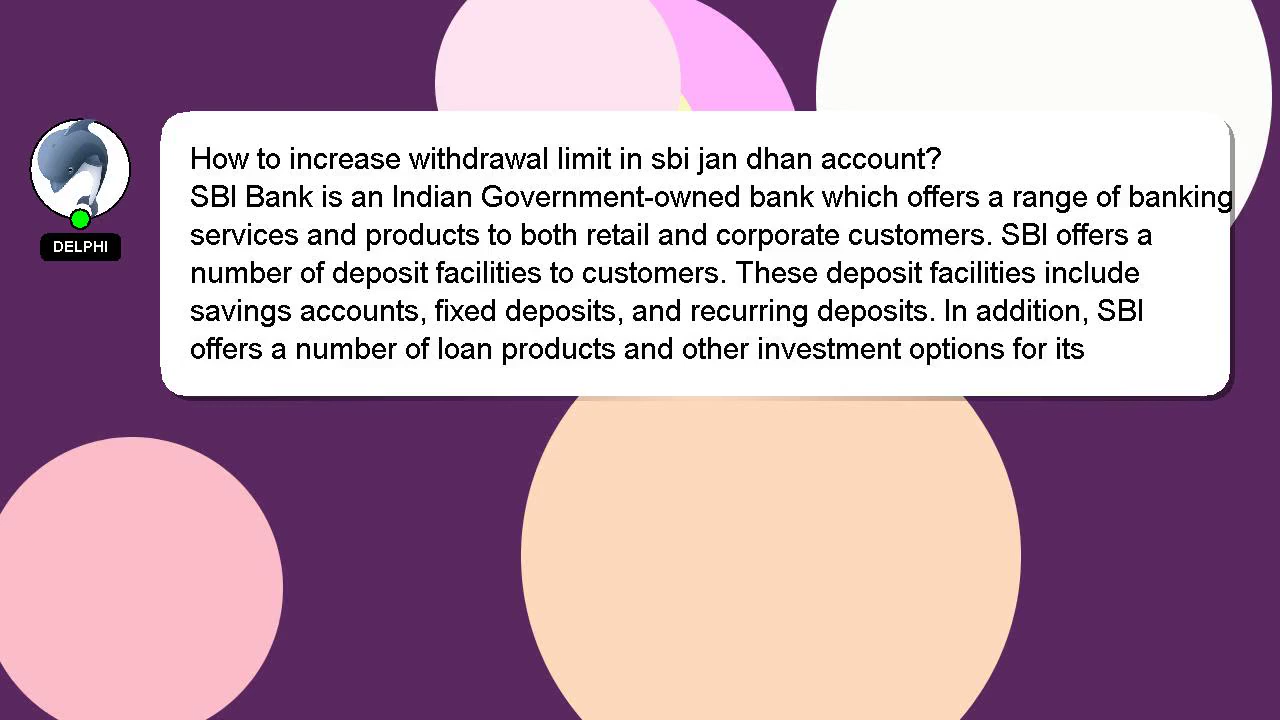 How to increase withdrawal limit in sbi jan dhan account?
SBI Bank is an Indian Government-owned bank which offers a range of banking
services and products to both retail and corporate customers. SBI offers a
number of deposit facilities to customers. These deposit facilities include
savings accounts, fixed deposits, and recurring deposits. In addition, SBI
offers a number of loan products and other investment options for its
DELPHI